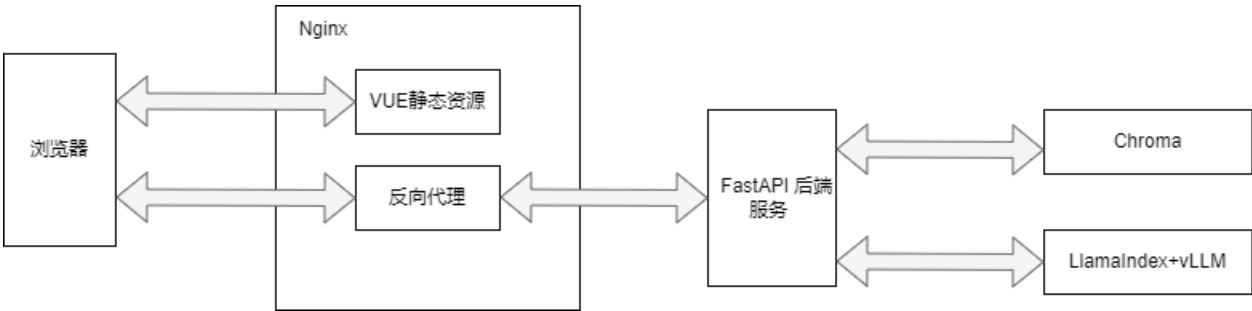 Nginx
VUE静态资源
浏览器
反向代理
FastAPI 后端
服务
Chroma
LlamaIndex+vLLM